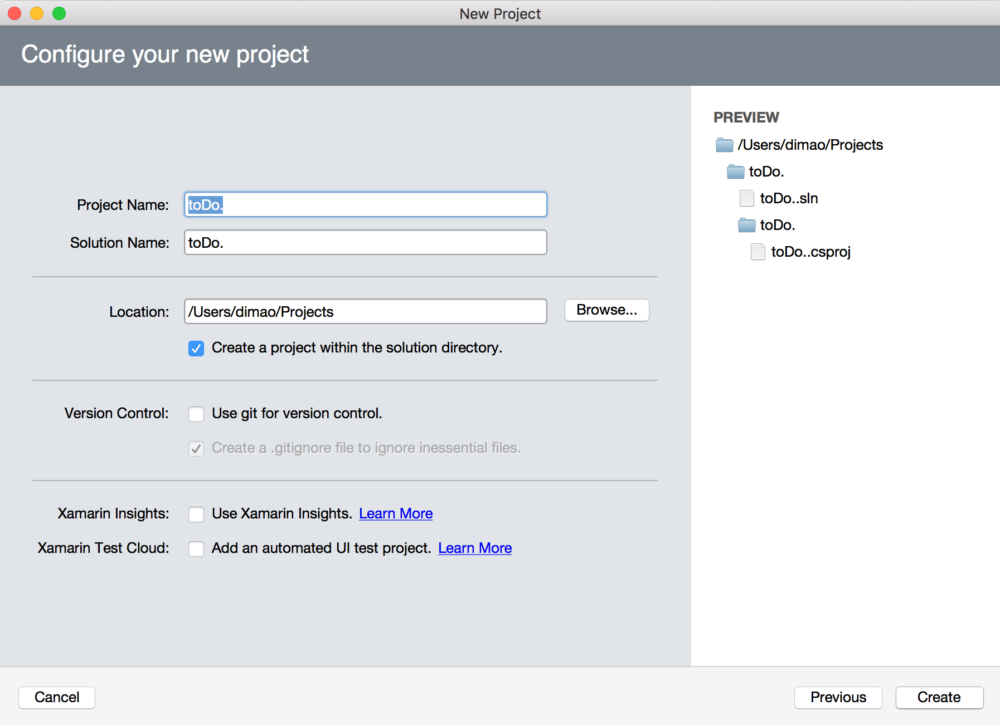 New Project
Configure your new project
Project Name: toDo.
Solution Name: toDo.
Location: /Users/dimao/Projects Browse...
Create a project within the solution directory.
Version Control: Use git for version control.
Create a .gitignore file to ignore inessential files.
Xamarin Insights: Use Xamarin Insights. Learn More
Xamarin Test Cloud: Add an automated UI test project. Learn More
PREVIEW
/Users/dimao/Projects
toDo.
toDo..sln
toDo.
toDo..csproj
Cancel Previous Create